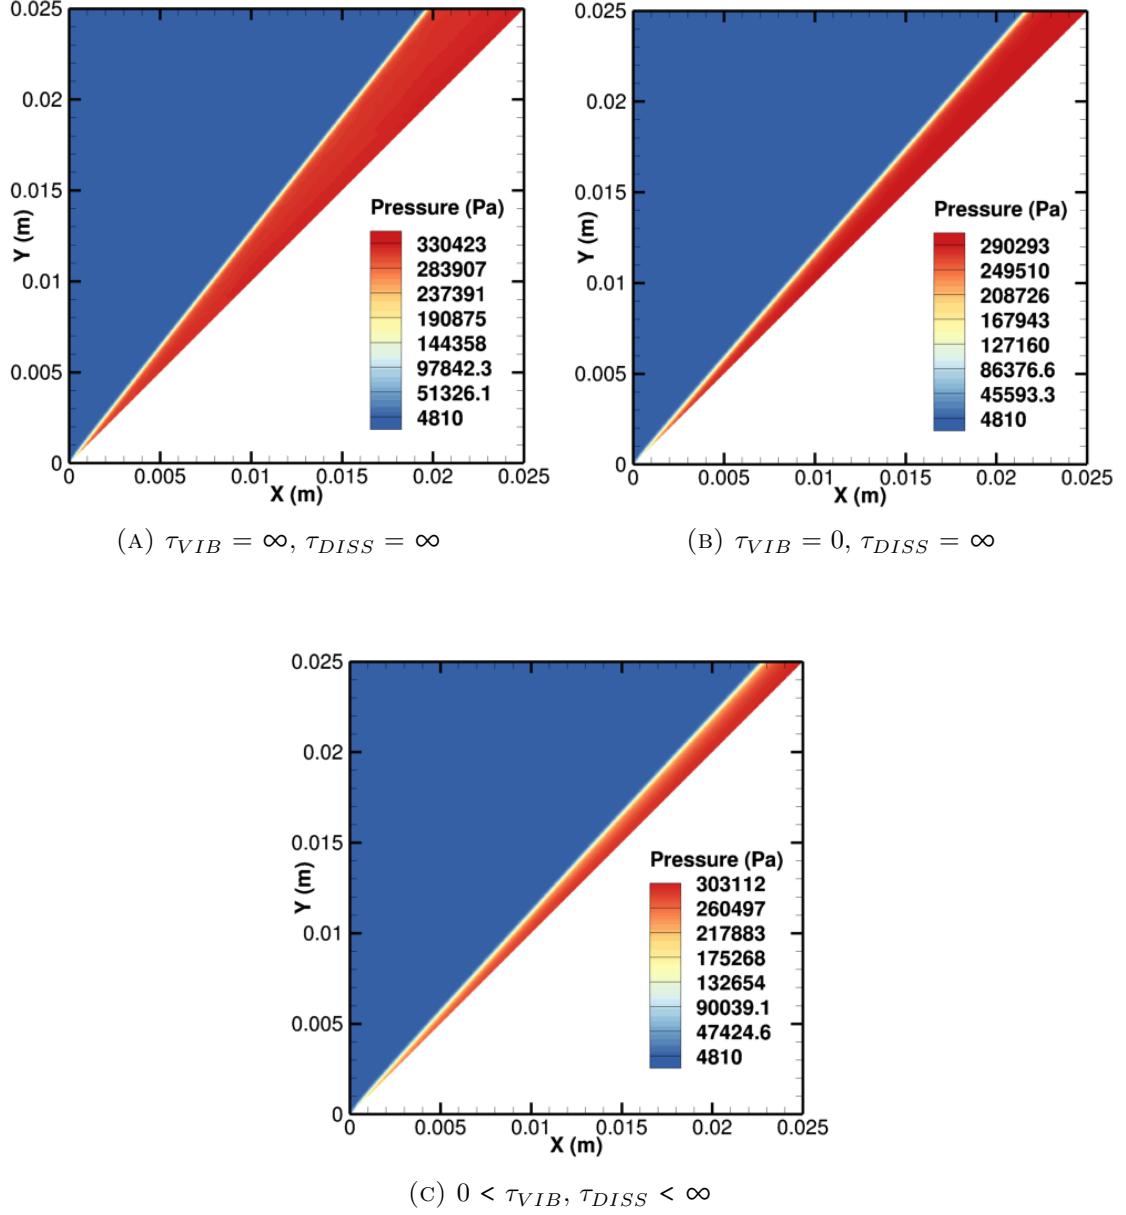 0.025
0.02
0.015
0.01
0.005
0
Y (m)
Pressure (Pa)
330423
283907
237391
190875
144358
97842.3
51326.1
4810
0 0.005 0.01 0.015 0.02 0.025
X (m)
(A) τ_VIB = ∞, τ_DISS = ∞
0.025
0.02
0.015
0.01
0.005
0
Y (m)
Pressure (Pa)
290293
249510
208726
167943
127160
86376.6
45593.3
4810
0 0.005 0.01 0.015 0.02 0.025
X (m)
(B) τ_VIB = 0, τ_DISS = ∞
0.025
0.02
0.015
0.01
0.005
0
Y (m)
Pressure (Pa)
303112
260497
217883
175268
132654
90039.1
47424.6
4810
0 0.005 0.01 0.015 0.02 0.025
X (m)
(C) 0 < τ_VIB, τ_DISS < ∞